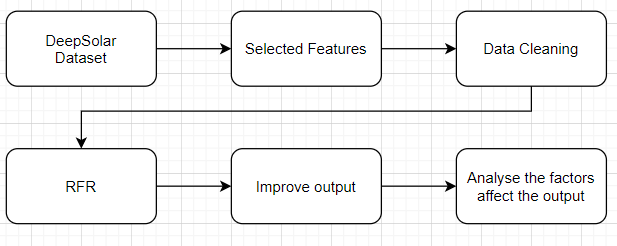 DeepSolar
Dataset
Selected Features
Data Cleaning
RFR
Improve output
Analyse the factors
affect the output